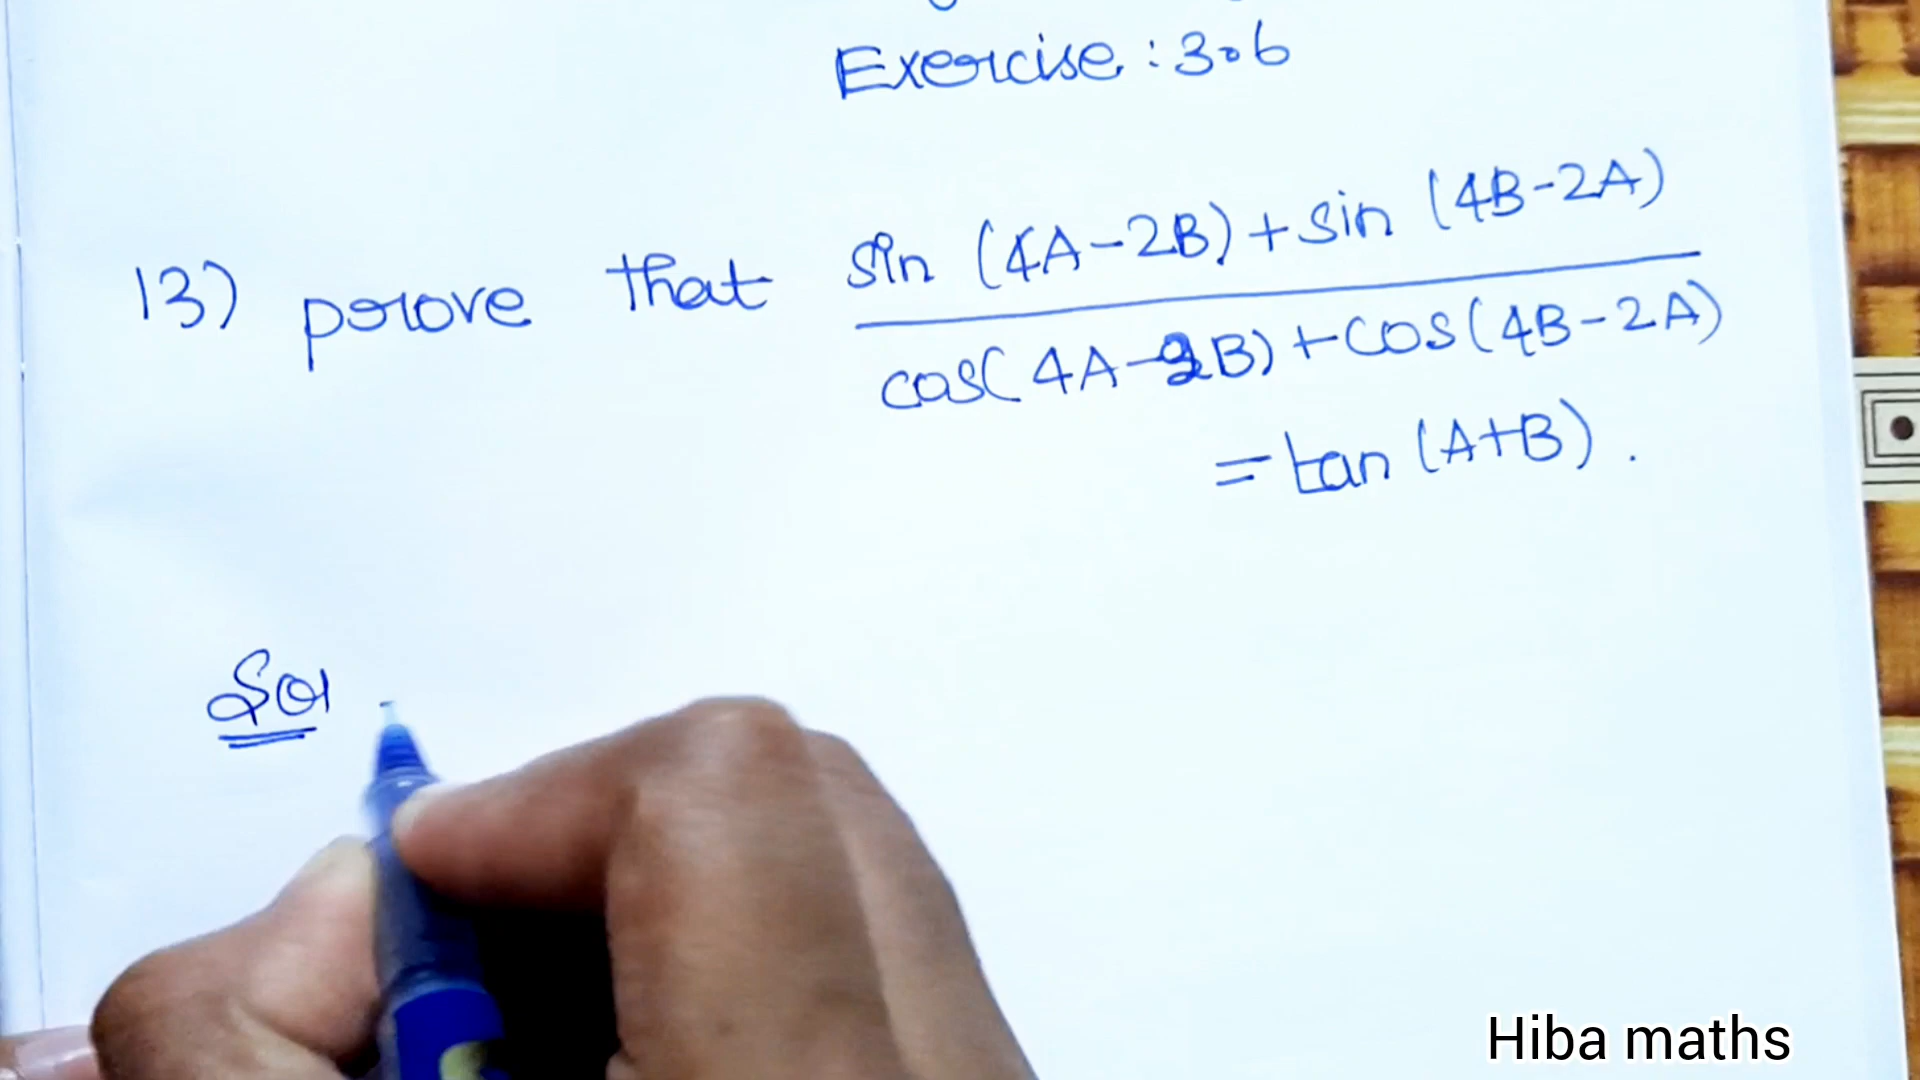 Exercise : 3.6
13) prove that sin (4A-2B)+sin (4B-2A)
cos(4A-2B)+cos(4B-2A)
= tan (A+B).
Sol
Hiba maths